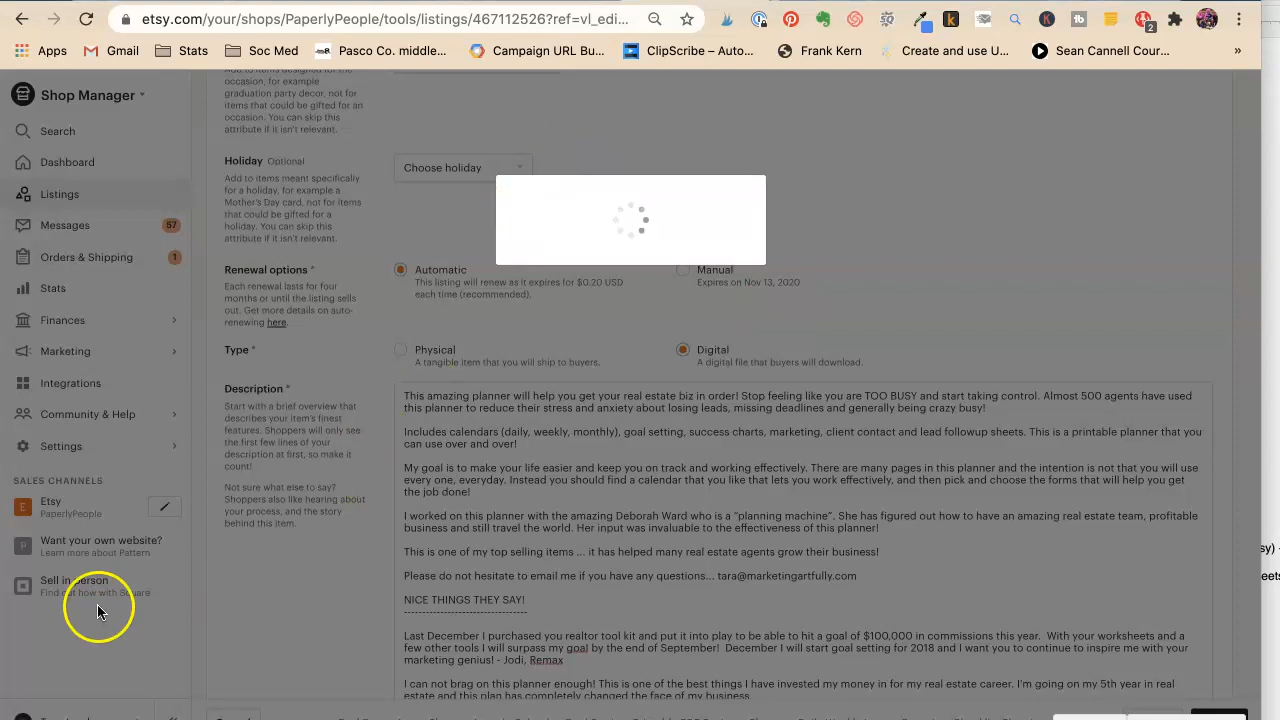 etsy.com/your/shops/PaperlyPeople/tools/listings/467112526?ref=vl_edi...
2
Apps
Gmail
Stats
Soc Med
Pasco Co. middle...
Campaign URL Bu...
ClipScribe – Auto...
Frank Kern
Create and use U...
Sean Cannell Cour...
»
Shop Manager
Search
Dashboard
Listings
Messages
57
Orders & Shipping
1
Stats
Finances
Marketing
Integrations
Community & Help
Settings
SALES CHANNELS
Etsy
PaperlyPeople
Want your own website?
Learn more about Pattern
Sell in person
Find out how with Square
Add to items designed for the
occasion, for example
graduation party decor, not for
items that could be gifted for an
occasion. You can skip this
attribute if it isn't relevant.
Holiday Optional
Add to items meant specifically
for a holiday, for example a
Mother's Day card, not for items
that could be gifted for a
holiday. You can skip this
attribute if it isn't relevant.
Choose holiday
Renewal options *
Each renewal lasts for four
months or until the listing sells
out. Get more details on auto-
renewing here.
Automatic
This listing will renew as it expires for $0.20 USD
each time (recommended).
Manual
Expires on Nov 13, 2020
Type *
Physical
A tangible item that you will ship to buyers.
Digital
A digital file that buyers will download.
Description *
Start with a brief overview that
describes your item's finest
features. Shoppers will only see
the first few lines of your
description at first, so make it
count!
Not sure what else to say?
Shoppers also like hearing about
your process, and the story
behind this item.
This amazing planner will help you get your real estate biz in order! Stop feeling like you are TOO BUSY and start taking control. Almost 500 agents have used
this planner to reduce their stress and anxiety about losing leads, missing deadlines and generally being crazy busy!
Includes calendars (daily, weekly, monthly), goal setting, success charts, marketing, client contact and lead followup sheets. This is a printable planner that you
can use over and over!
My goal is to make your life easier and keep you on track and working effectively. There are many pages in this planner and the intention is not that you will use
every one, everyday. Instead you should find a calendar that you like that lets you work effectively, and then pick and choose the forms that will help you get
the job done!
I worked on this planner with the amazing Deborah Ward who is a "planning machine". She has figured out how to have an amazing real estate team, profitable
business and still travel the world. Her input was invaluable to the effectiveness of this planner!
This is one of my top selling items ... it has helped many real estate agents grow their business!
Please do not hesitate to email me if you have any questions... tara@marketingartfully.com
NICE THINGS THEY SAY!
--------------------------------
Last December I purchased you realtor tool kit and put it into play to be able to hit a goal of $100,000 in commissions this year. With your worksheets and a
few other tools I will surpass my goal by the end of September! December I will start goal setting for 2018 and I want you to continue to inspire me with your
marketing genius! - Jodi, Remax
I can not brag on this planner enough! This is one of the best things I have invested my money in for my real estate career. I'm going on my 5th year in real
estate and this plan has completely changed the face of my business.
sy) -
eets